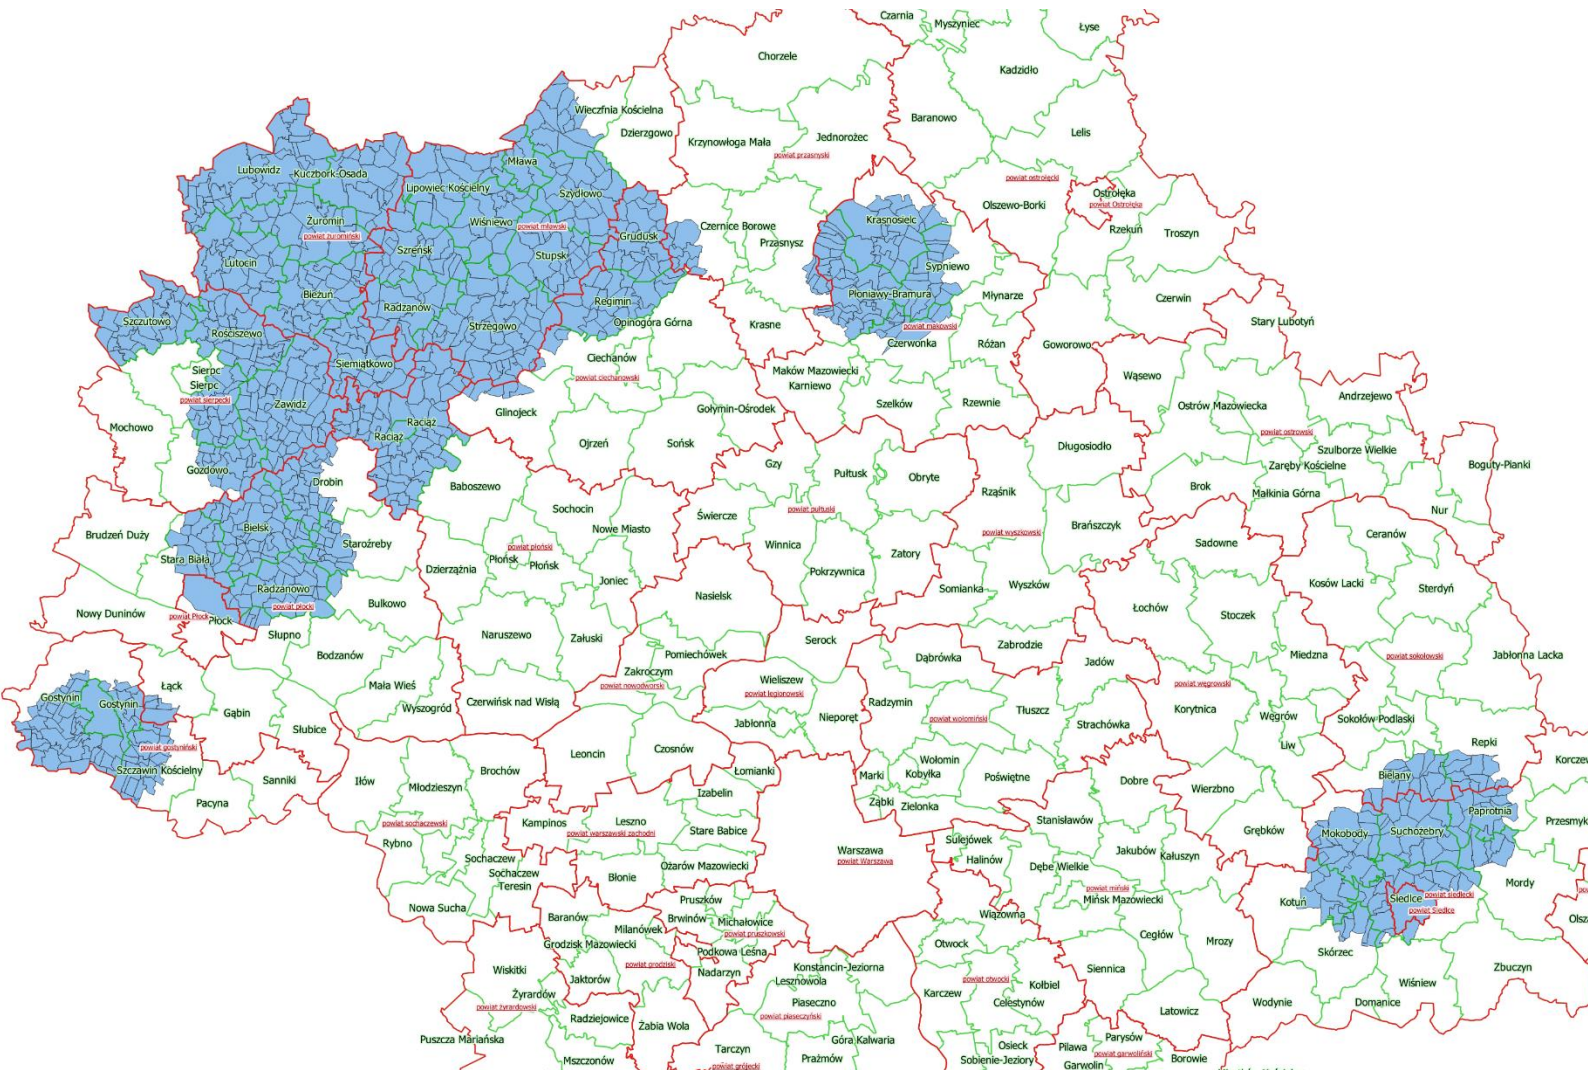 Czarnia
Myszyniec
Łyse
Chorzele
Kadzidło
Wieczfnia Kościelna
Baranowo
Dzierzgowo
Jednorożec
Lelis
Krzynowłoga Mała
powiat przasnyski
Mława
Lubowidz
Kuczbork-Osada
Lipowiec Kościelny
Szydłowo
powiat ostrołęcki
Ostrołęka
powiat Ostrołęka
Olszewo-Borki
Żuromin
powiat żuromiński
Wiśniewo
powiat mławski
Grudusk
Czernice Borowe
Krasnosielc
Rzekuń
Troszyn
Przasnysz
Szreńsk
Stupsk
Lutocin
Sypniewo
Bieżuń
Radzanów
Regimin
Płoniawy-Bramura
Młynarze
Czerwin
Szczutowo
Rościszewo
Strzegowo
Opinogóra Górna
Krasne
powiat makowski
Stary Lubotyń
Czerwonka
Różan
Goworowo
Siemiątkowo
Ciechanów
powiat ciechanowski
Sierpc
Sierpc
powiat sierpecki
Maków Mazowiecki
Karniewo
Wąsewo
Andrzejewo
Zawidz
Glinojeck
Gołymin-Ośrodek
Szelków
Rzewnie
Ostrów Mazowiecka
Mochowo
Raciąż
Raciąż
Ojrzeń
Sońsk
Długosiodło
powiat ostrowski
Szulborze Wielkie
Gozdowo
Gzy
Pułtusk
Obryte
Zaręby Kościelne
Boguty-Pianki
Drobin
Baboszewo
Rząśnik
Brok
Małkinia Górna
Sochocin
Świercze
powiat pułtuski
Nur
Brudzeń Duży
Bielsk
Nowe Miasto
Brańszczyk
powiat wyszkowski
Ceranów
Staroźreby
Winnica
Zatory
Sadowne
Stara Biała
powiat płoński
Płońsk
Płońsk
Dzierzążnia
Pokrzywnica
Joniec
Wyszków
Kosów Lacki
Sterdyń
Radzanowo
Nasielsk
Somianka
powiat płocki
Bulkowo
Łochów
Stoczek
Nowy Duninów
powiat Płock
Płock
Słupno
Naruszewo
Załuski
Serock
Zabrodzie
Bodzanów
Pomiechówek
Dąbrówka
Jadów
Miedzna
powiat sokołowski
Jabłonna Lacka
Zakroczym
powiat nowodworski
Wieliszew
powiat legionowski
powiat węgrowski
Łąck
Mała Wieś
Gostynin
Gostynin
Wyszogród
Czerwińsk nad Wisłą
Radzymin
Tłuszcz
Korytnica
Gąbin
Jabłonna
Nieporęt
powiat wołomiński
Strachówka
Węgrów
Sokołów Podlaski
Słubice
Liw
Repki
powiat gostyniński
Leoncin
Czosnów
Wołomin
Kobyłka
Szczawin Kościelny
Sanniki
Iłów
Brochów
Łomianki
Marki
Poświętne
Dobre
Bielany
Młodzieszyn
Izabelin
Wierzbno
Pacyna
Ząbki
Zielonka
Paprotnia
Kampinos
Leszno
Stanisławów
powiat sochaczewski
powiat warszawski zachodni
Stare Babice
Grębków
Mokobody
Suchożebry
Rybno
Sulejówek
Warszawa
powiat Warszawa
Jakubów
Kałuszyn
Sochaczew
Sochaczew
Halinów
Dębe Wielkie
Ożarów Mazowiecki
Teresin
Błonie
powiat miński
Mińsk Mazowiecki
Mordy
Pruszków
Kotuń
Siedlce
powiat siedlecki
powiat Siedlce
Nowa Sucha
Baranów
Brwinów
Michałowice
powiat pruszkowski
Wiązowna
Milanówek
Cegłów
Mrozy
Grodzisk Mazowiecki
Podkowa Leśna
Otwock
Skórzec
Wiskitki
powiat grodziski
Nadarzyn
Konstancin-Jeziorna
Lesznowola
Siennica
Zbuczyn
Jaktorów
powiat otwocki
Kołbiel
Wiśniew
Żyrardów
powiat żyrardowski
Karczew
Celestynów
Piaseczno
powiat piaseczyński
Wodynie
Domanice
Radziejowice
Żabia Wola
Latowicz
Puszcza Mariańska
Góra Kalwaria
Parysów
Osieck
Pilawa
Tarczyn
powiat grójecki
Mszczonów
Prażmów
Sobienie-Jeziory
powiat garwoliński
Garwolin
Borowie